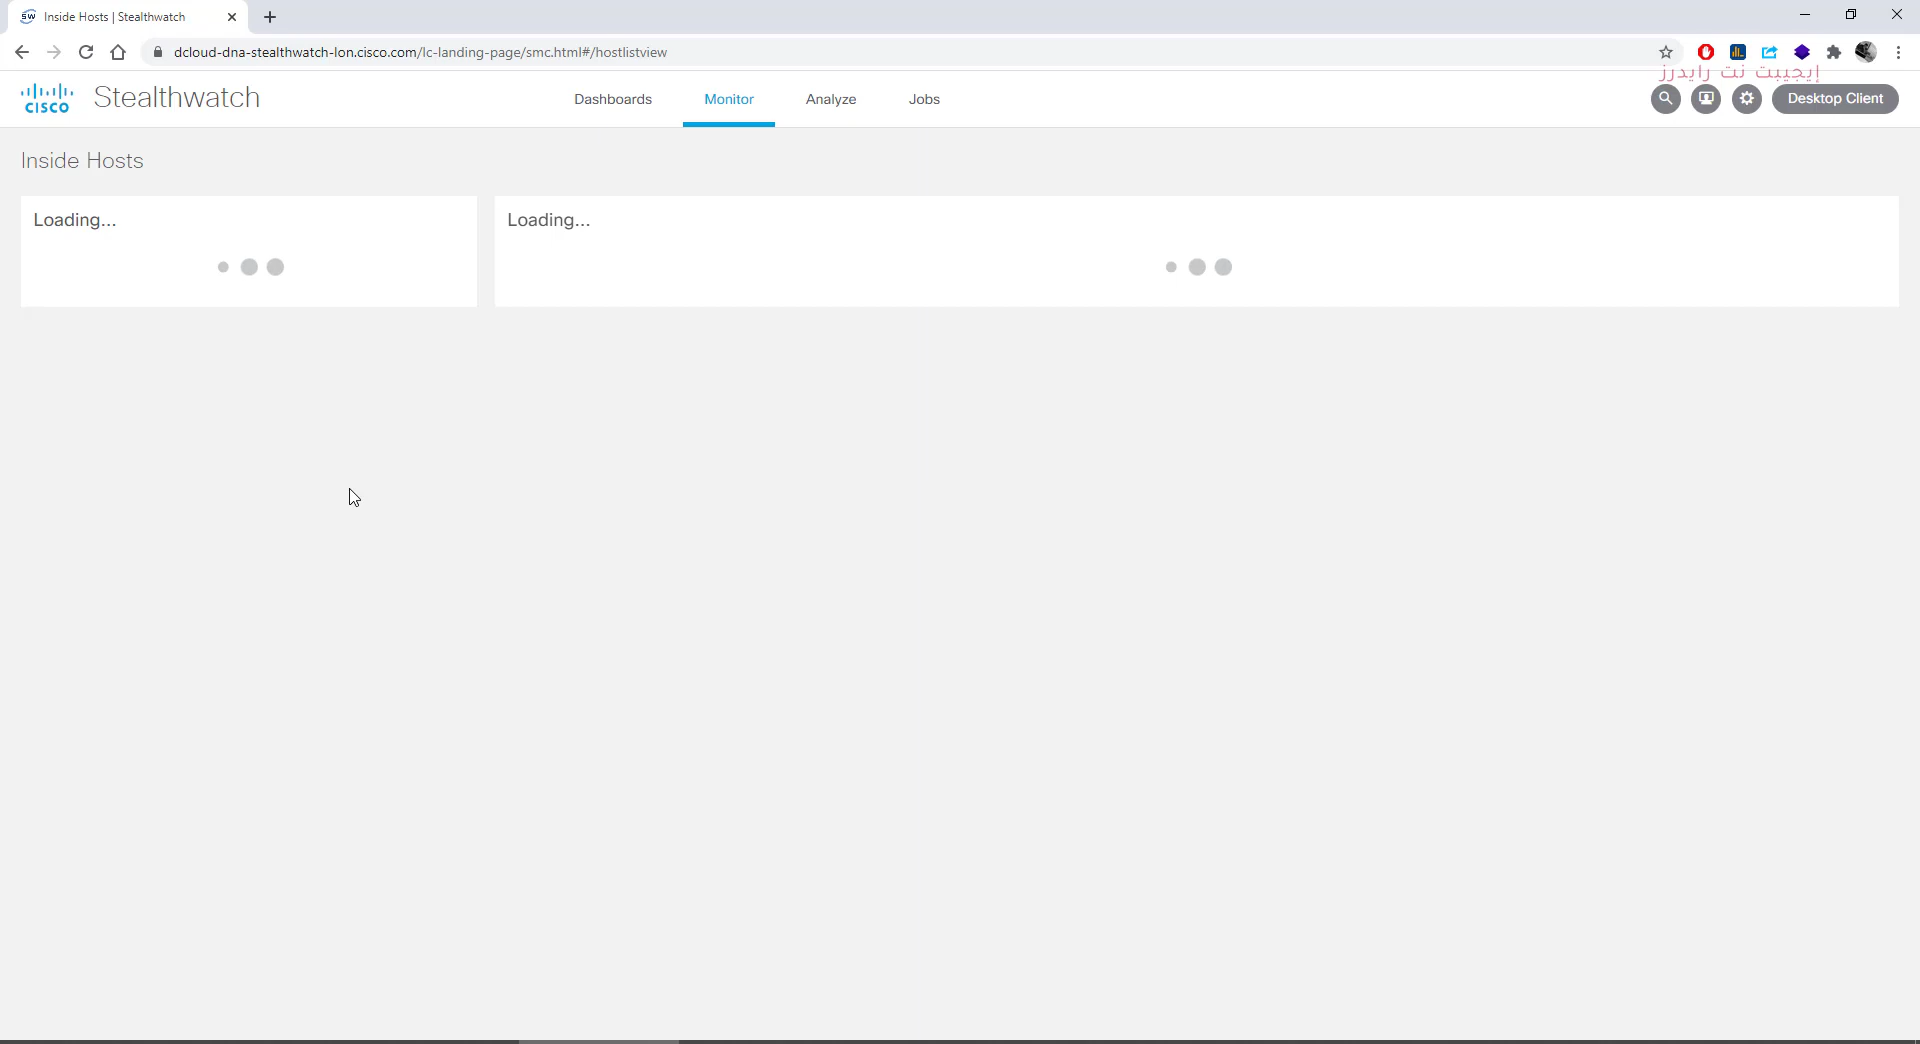 Inside Hosts | Stealthwatch
dcloud-dna-stealthwatch-lon.cisco.com/lc-landing-page/smc.html#/hostlistview
إيجيبت نت رايدرز
CISCO Stealthwatch
Dashboards Monitor Analyze Jobs
Desktop Client
Inside Hosts
Loading...
Loading...